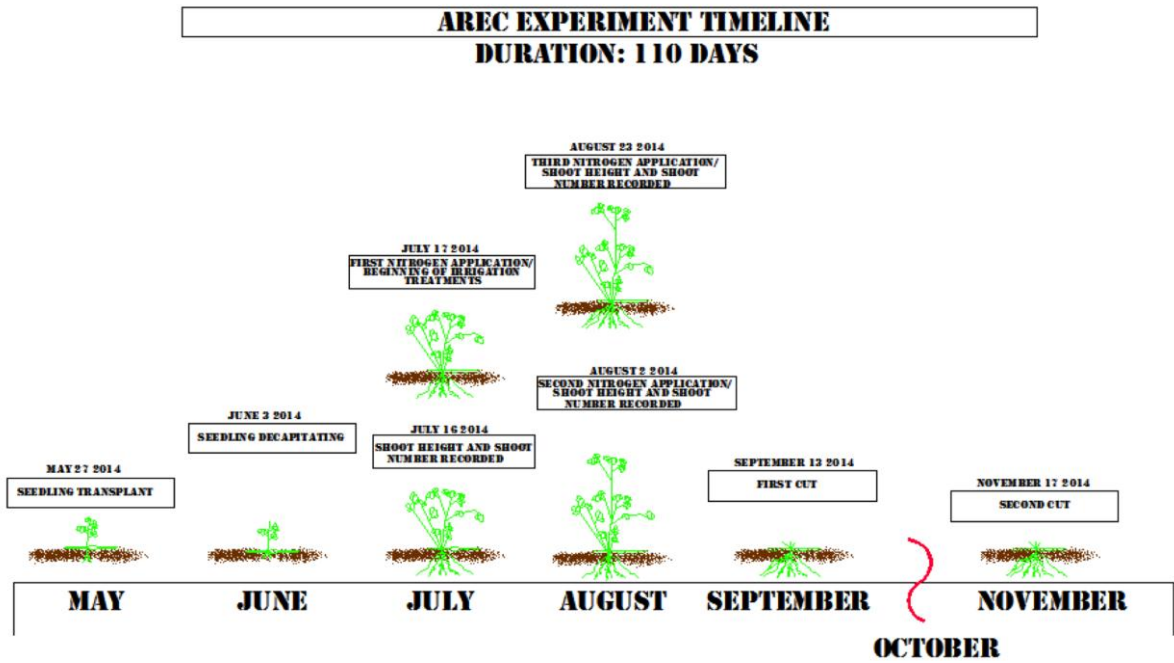 AREC EXPERIMENT TIMELINE
DURATION: 110 DAYS
AUGUST 23 2014
THIRD NITROGEN APPLICATION/
SHOOT HEIGHT AND SHOOT
NUMBER RECORDED
JULY 17 2014
FIRST NITROGEN APPLICATION/
BEGINNING OF IRRIGATION
TREATMENTS
AUGUST 2 2014
SECOND NITROGEN APPLICATION/
SHOOT HEIGHT AND SHOOT
NUMBER RECORDED
JUNE 3 2014
SEEDLING DECAPITATING
JULY 16 2014
SHOOT HEIGHT AND SHOOT
NUMBER RECORDED
MAY 27 2014
SEEDLING TRANSPLANT
SEPTEMBER 13 2014
FIRST CUT
NOVEMBER 17 2014
SECOND CUT
MAY
JUNE
JULY
AUGUST
SEPTEMBER
NOVEMBER
OCTOBER